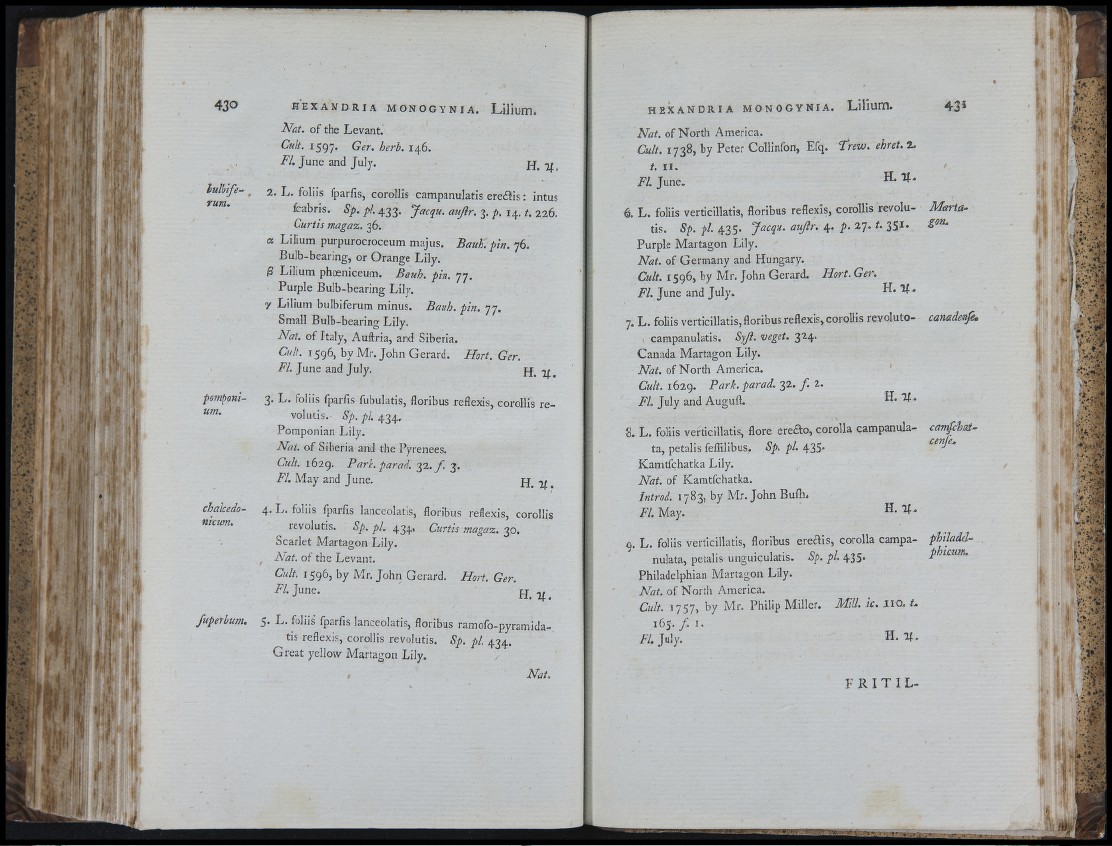 430 HEXANDRIA MONOGYNIA. Lilium.
Nat. of the Levant.
Cult. 1597. Ger. herb. 146.
Fl. June and July. H. ♃.
bulbife- 2. L. foliis ſparſis, corollis campanulatis erectis: intus
rum. ſcabris. Sp. pl. 433. Jacqu. auſtr. 3. p. 14. t. 226.
Curtis magaz. 36.
α Lilium purpurocroceum majus. Bauh. pin. 76.
Bulb-bearing, or Orange Lily.
β Lilium phœniceum. Bauh. pin. 77.
Purple Bulb-bearing Lily.
γ Lilium bulbiferum minus. Bauh. pin. 77.
Small Bulb-bearing Lily.
Nat. of Italy, Auſtria, and Siberia.
Cult. 1596, by Mr. John Gerard. Hort. Ger.
Fl. June and July. H. ♃.
pomponi- 3. L. foliis ſparſis ſubulatis, floribus reflexis, corollis re-
um. volutis. Sp. pl. 434.
Pomponian Lily.
Nat. of Siberia and the Pyrenees.
Cult. 1629. Park. parad. 32. f. 3.
Fl. May and June. H. ♃.
chalcedo- 4. L. foliis ſparſis lanceolatis, floribus reflexis, corollis
nicum. revolutis. Sp. pl. 434. Curtis magaz. 30.
Scarlet Martagon Lily.
Nat. of the Levant.
Cult. 1596, by Mr. John Gerard. Hort. Ger.
Fl. June. H. ♃.
ſuperbum. 5. L. foliis ſparſis lanceolatis, floribus ramoſo-pyramida-
tis reflexis, corollis revolutis. Sp. pl. 434.
Great yellow Martagon Lily.
Nat.
HEXANDRIA MONOGYNIA. Lilium. 431
Nat. of North America.
Cult. 1738, by Peter Collinſon, Eſq. Trew. ehret. 2.
t. 11.
Fl. June. H. ♃.
6. L. foliis verticillatis, floribus reflexis, corollis revolu- Marta-
tis. Sp. pl. 435. Jacqu. auſtr. 4. p. 27. t. 351. gon.
Purple Martagon Lily.
Nat. of Germany and Hungary.
Cult. 1596, by Mr. John Gerard. Hort. Ger.
Fl. June and July. H. ♃.
7. L. foliis verticillatis, floribus reflexis, corollis revoluto- canadenſe.
campanulatis. Syſt. veget. 324.
Canada Martagon Lily.
Nat. of North America.
Cult. 1629. Park. parad. 32. f. 2.
Fl. July and Auguſt. H. ♃.
8. L. foliis verticillatis, flore erecto, corolla campanula- camſchat-
ta, petalis ſeſſilibus. Sp. pl. 435. cenſe.
Kamtſchatka Lily.
Nat. of Kamtſchatka.
Introd. 1783, by Mr. John Buſh.
Fl. May. H. ♃.
9. L. foliis verticillatis, floribus erectis, corolla campa- philadel-
nulata, petalis unguiculatis. Sp. pl. 435. phicum.
Philadelphian Martagon Lily.
Nat. of North America.
Cult. 1757, by Mr. Philip Miller. Mill. ic. 110. t.
165. f. 1.
Fl. July. H. ♃.
FRITIL-